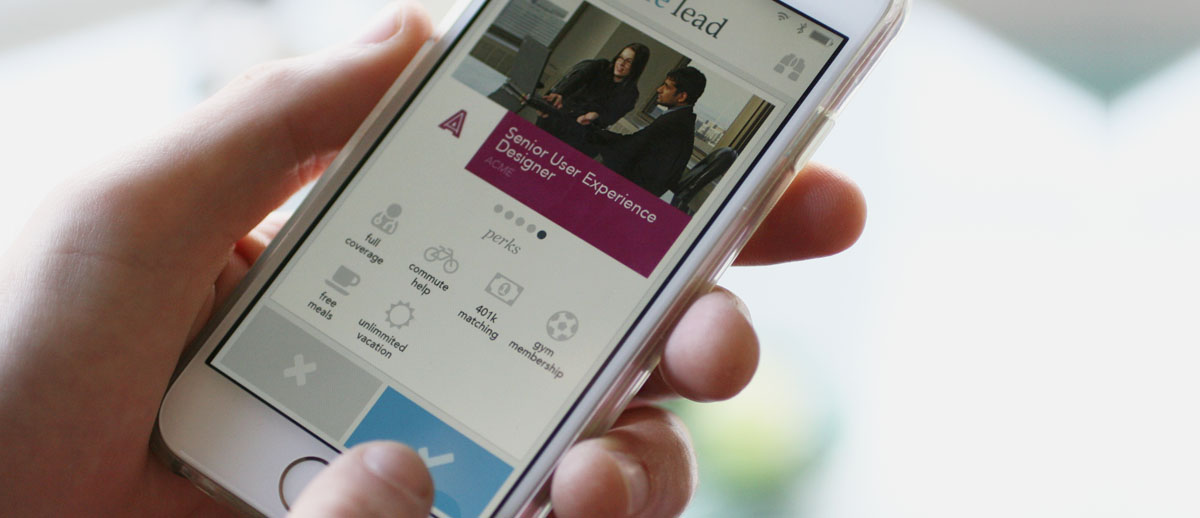 lead
A
Senior User Experience
Designer
ACME
perks
full
coverage
commute
help
401k
matching
gym
membership
free
meals
unlimmited
vacation